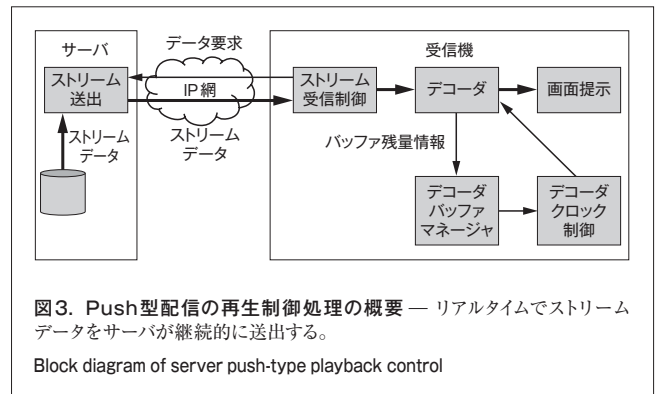 サーバ
データ要求
受信機
ストリーム
送出
IP網
ストリーム
受信制御
デコーダ
画面提示
ストリーム
データ
ストリーム
データ
バッファ残量情報
デコーダ
バッファ
マネージャ
デコーダ
クロック
制御
図3. Push型配信の再生制御処理の概要 — リアルタイムでストリーム
データをサーバが継続的に送出する。
Block diagram of server push-type playback control